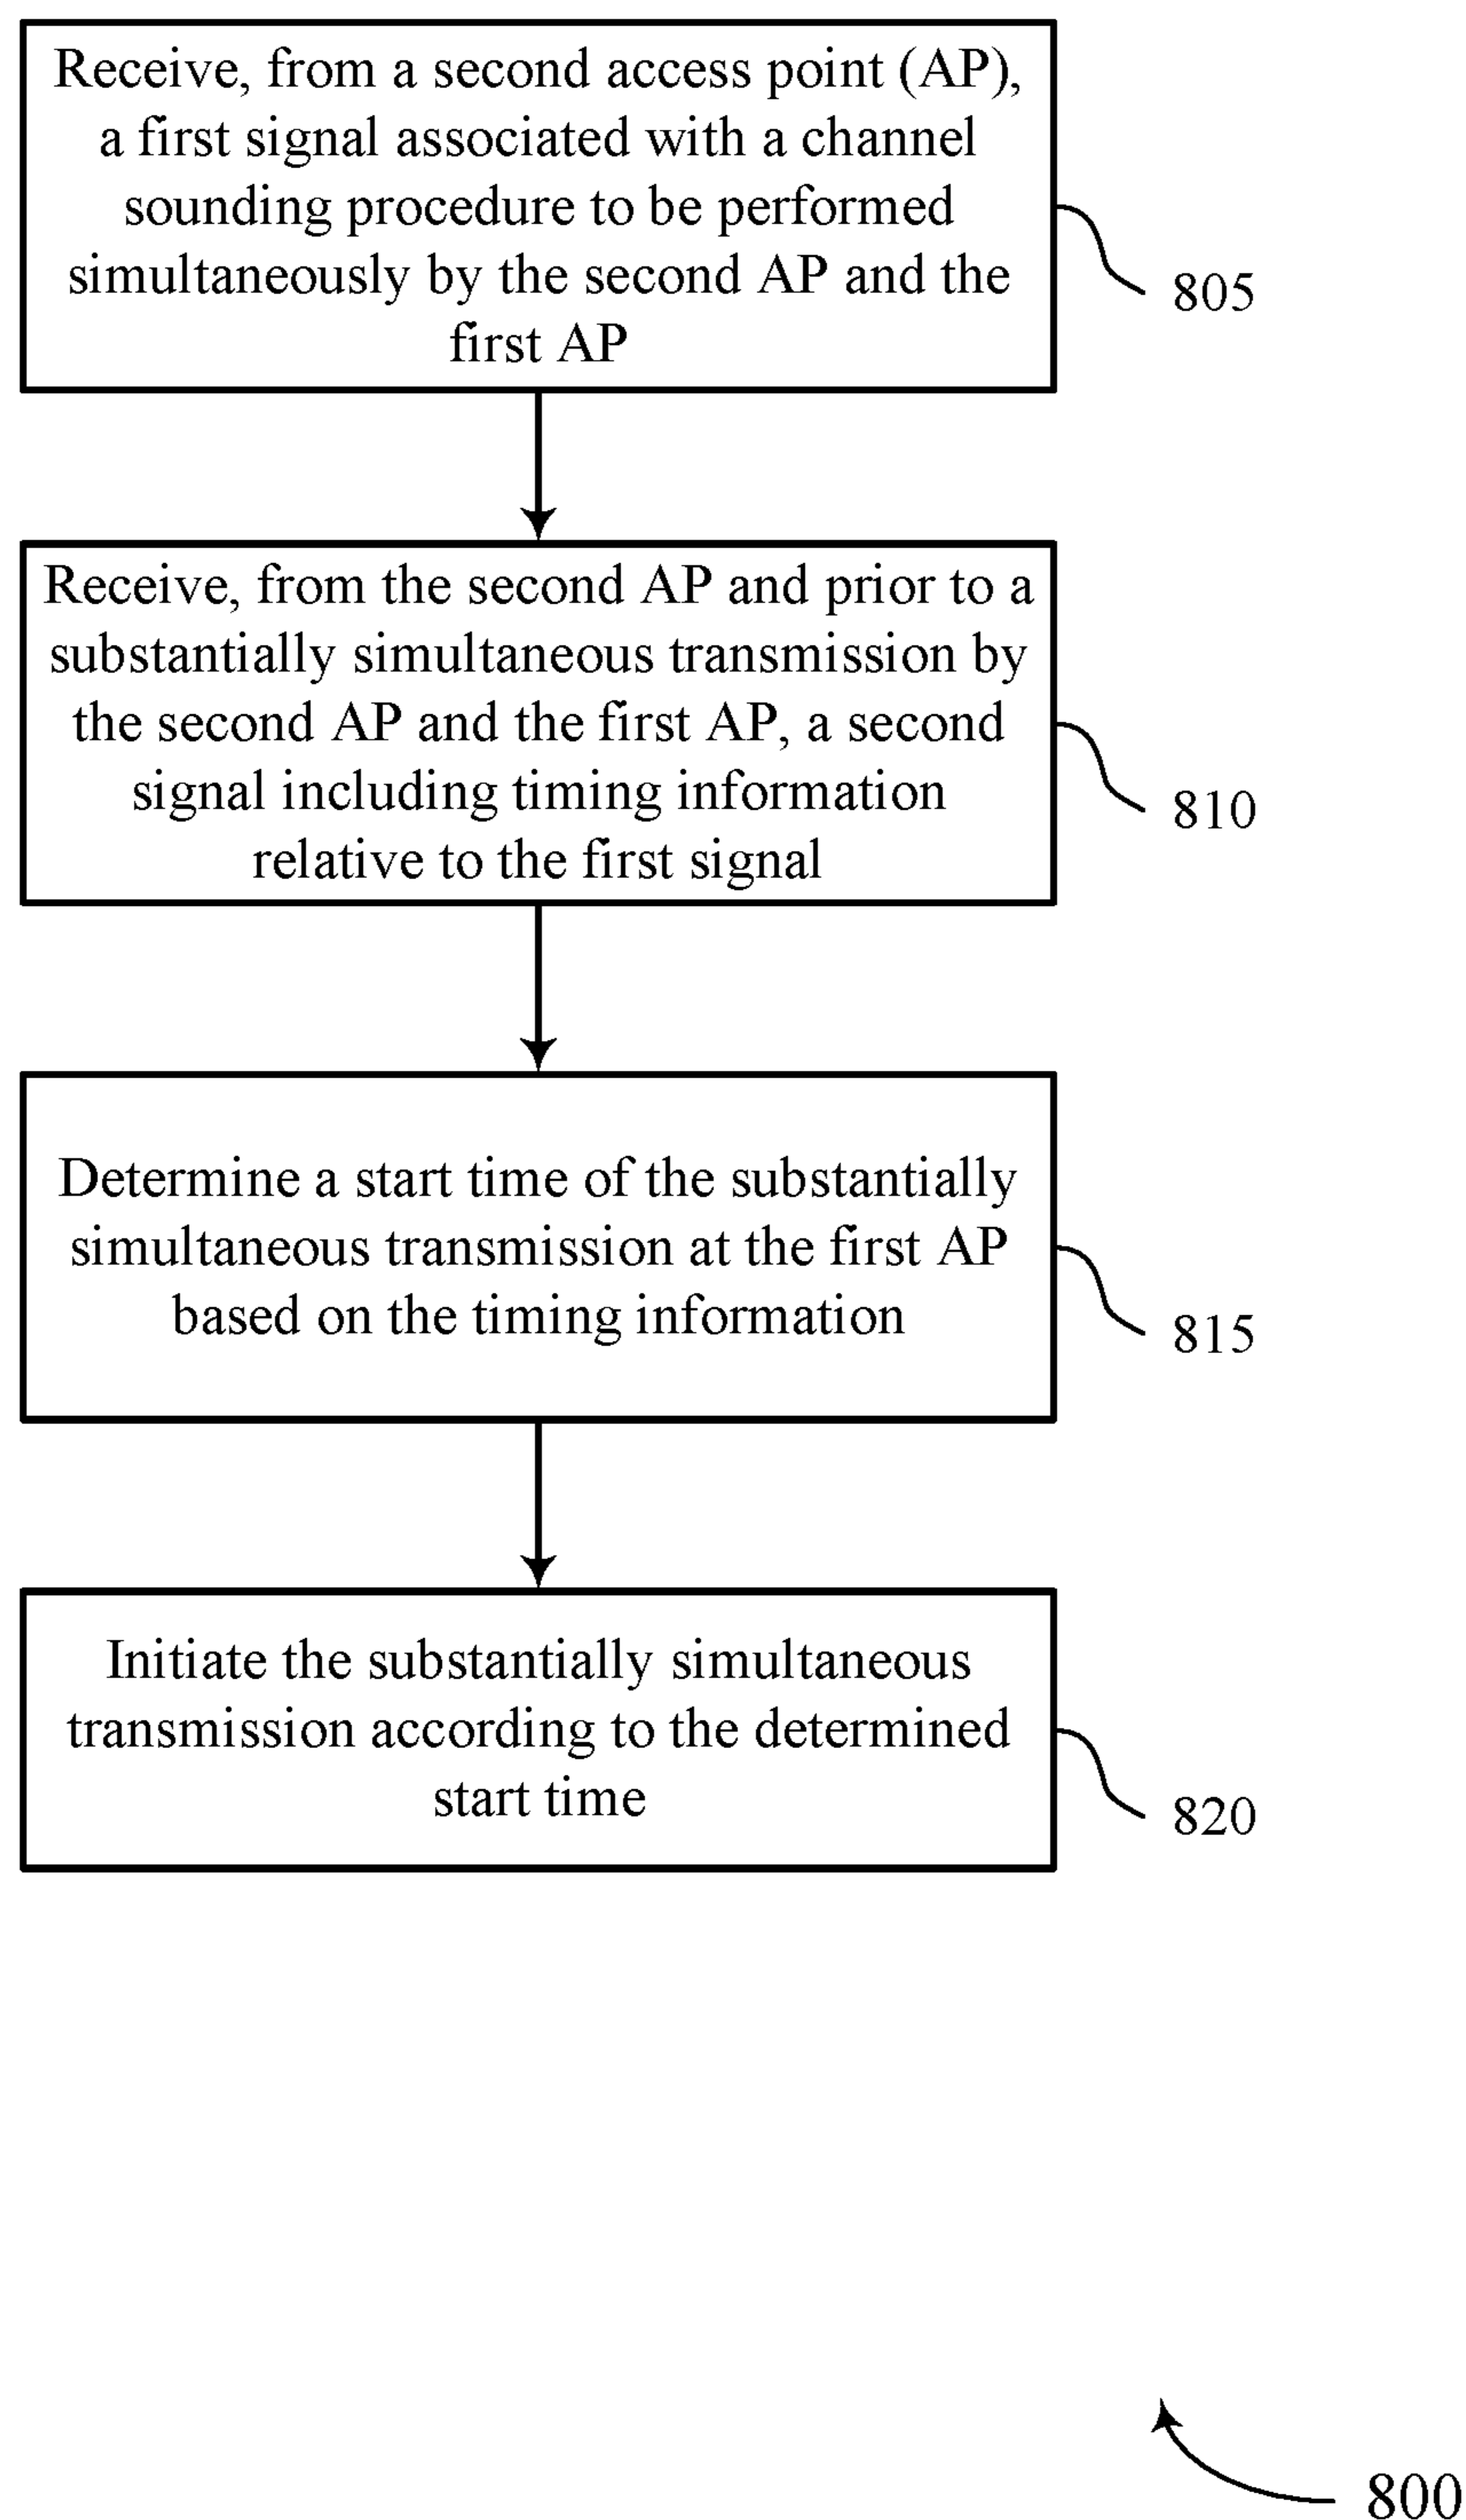 Receive, from a second access point (AP),
a first signal associated with a channel
sounding procedure to be performed
simultaneously by the second AP and the
first AP
805
Receive, from the second AP and prior to a
substantially simultaneous transmission by
the second AP and the first AP, a second
signal including timing information
relative to the first signal
810
Determine a start time of the substantially
simultaneous transmission at the first AP
based on the timing information
815
Initiate the substantially simultaneous
transmission according to the determined
start time
820
800